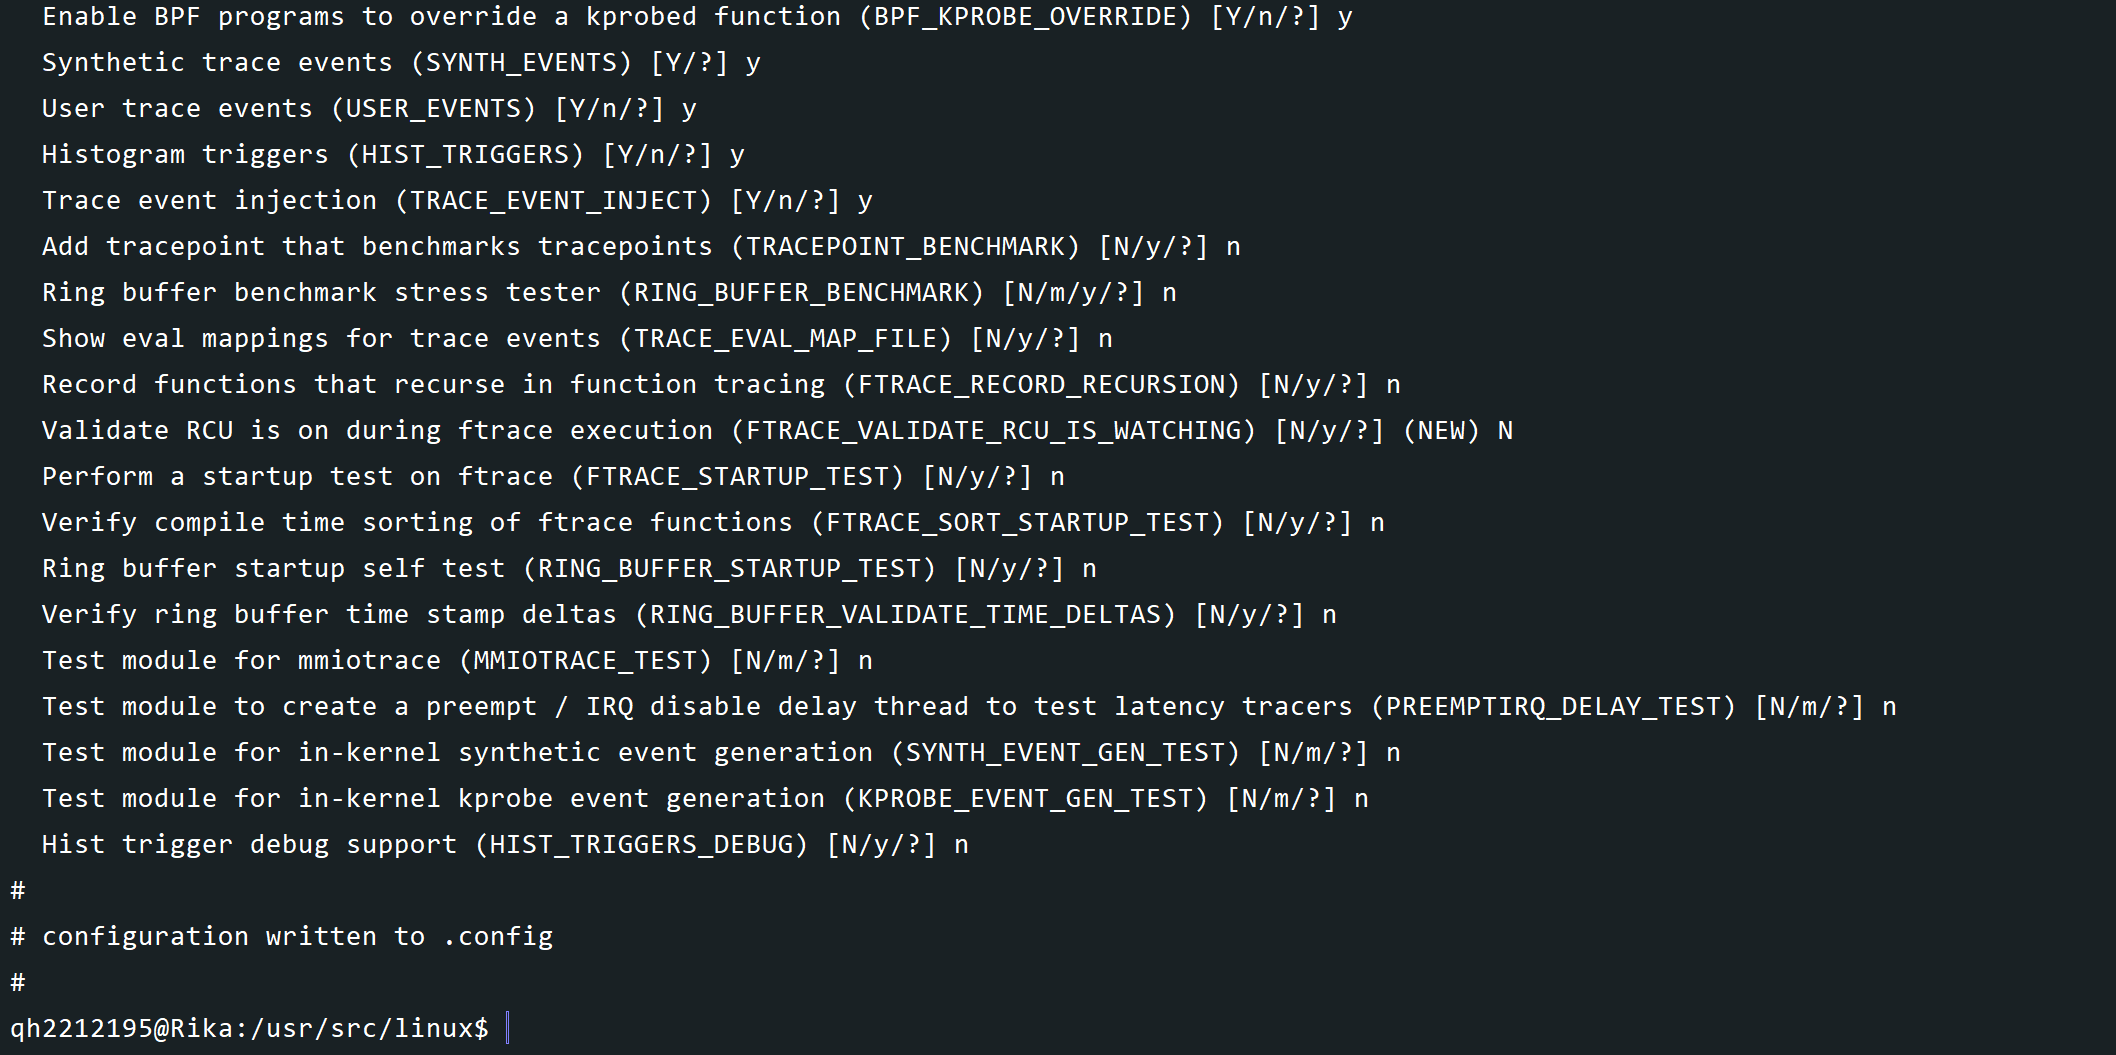 Enable BPF programs to override a kprobed function (BPF_KPROBE_OVERRIDE) [Y/n/?] y
Synthetic trace events (SYNTH_EVENTS) [Y/?] y
User trace events (USER_EVENTS) [Y/n/?] y
Histogram triggers (HIST_TRIGGERS) [Y/n/?] y
Trace event injection (TRACE_EVENT_INJECT) [Y/n/?] y
Add tracepoint that benchmarks tracepoints (TRACEPOINT_BENCHMARK) [N/y/?] n
Ring buffer benchmark stress tester (RING_BUFFER_BENCHMARK) [N/m/y/?] n
Show eval mappings for trace events (TRACE_EVAL_MAP_FILE) [N/y/?] n
Record functions that recurse in function tracing (FTRACE_RECORD_RECURSION) [N/y/?] n
Validate RCU is on during ftrace execution (FTRACE_VALIDATE_RCU_IS_WATCHING) [N/y/?] (NEW) N
Perform a startup test on ftrace (FTRACE_STARTUP_TEST) [N/y/?] n
Verify compile time sorting of ftrace functions (FTRACE_SORT_STARTUP_TEST) [N/y/?] n
Ring buffer startup self test (RING_BUFFER_STARTUP_TEST) [N/y/?] n
Verify ring buffer time stamp deltas (RING_BUFFER_VALIDATE_TIME_DELTAS) [N/y/?] n
Test module for mmiotrace (MMIOTRACE_TEST) [N/m/?] n
Test module to create a preempt / IRQ disable delay thread to test latency tracers (PREEMPTIRQ_DELAY_TEST) [N/m/?] n
Test module for in-kernel synthetic event generation (SYNTH_EVENT_GEN_TEST) [N/m/?] n
Test module for in-kernel kprobe event generation (KPROBE_EVENT_GEN_TEST) [N/m/?] n
Hist trigger debug support (HIST_TRIGGERS_DEBUG) [N/y/?] n
#
# configuration written to .config
#
qh2212195@Rika:/usr/src/linux$